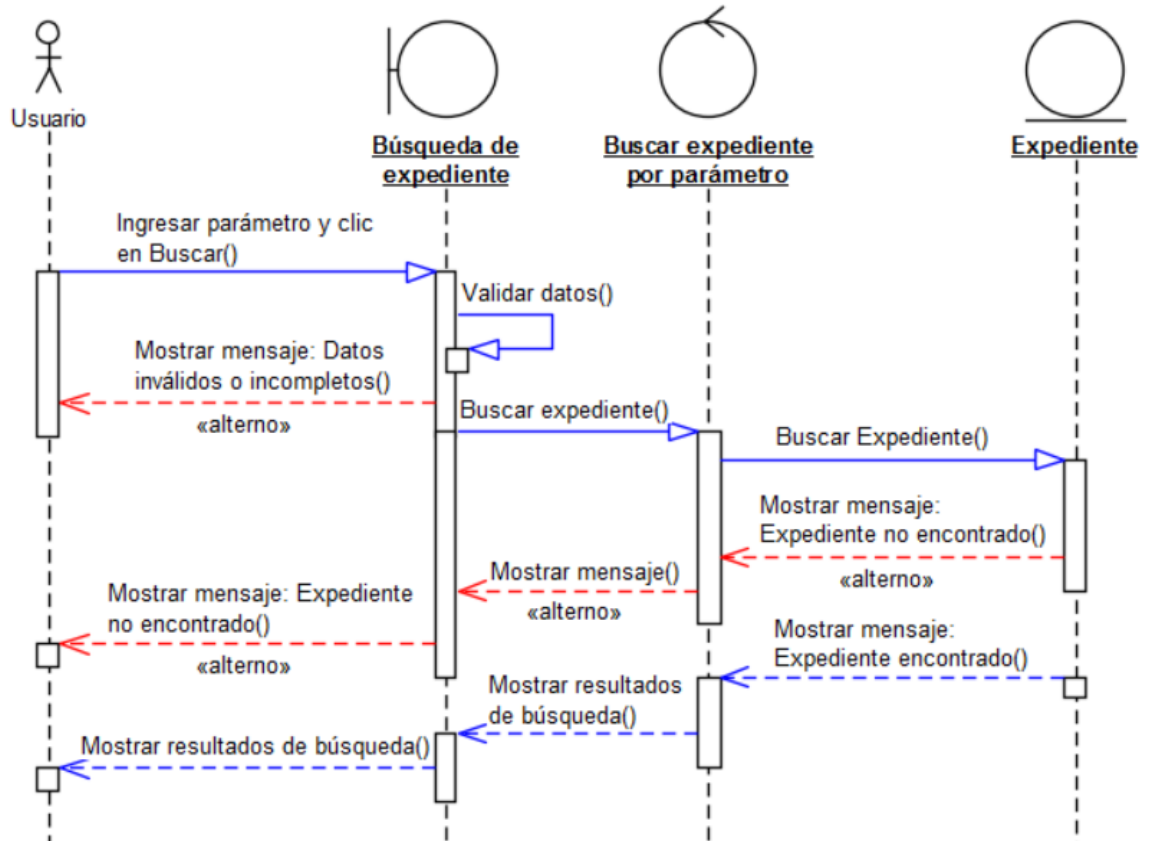 Usuario
Búsqueda de
expediente
Buscar expediente
por parámetro
Expediente
Ingresar parámetro y clic
en Buscar()
Validar datos()
Mostrar mensaje: Datos
inválidos o incompletos()
«alterno»
Buscar expediente()
Buscar Expediente()
Mostrar mensaje:
Expediente no encontrado()
«alterno»
Mostrar mensaje()
«alterno»
Mostrar mensaje: Expediente
no encontrado()
«alterno»
Mostrar mensaje:
Expediente encontrado()
Mostrar resultados
de búsqueda()
Mostrar resultados de búsqueda()